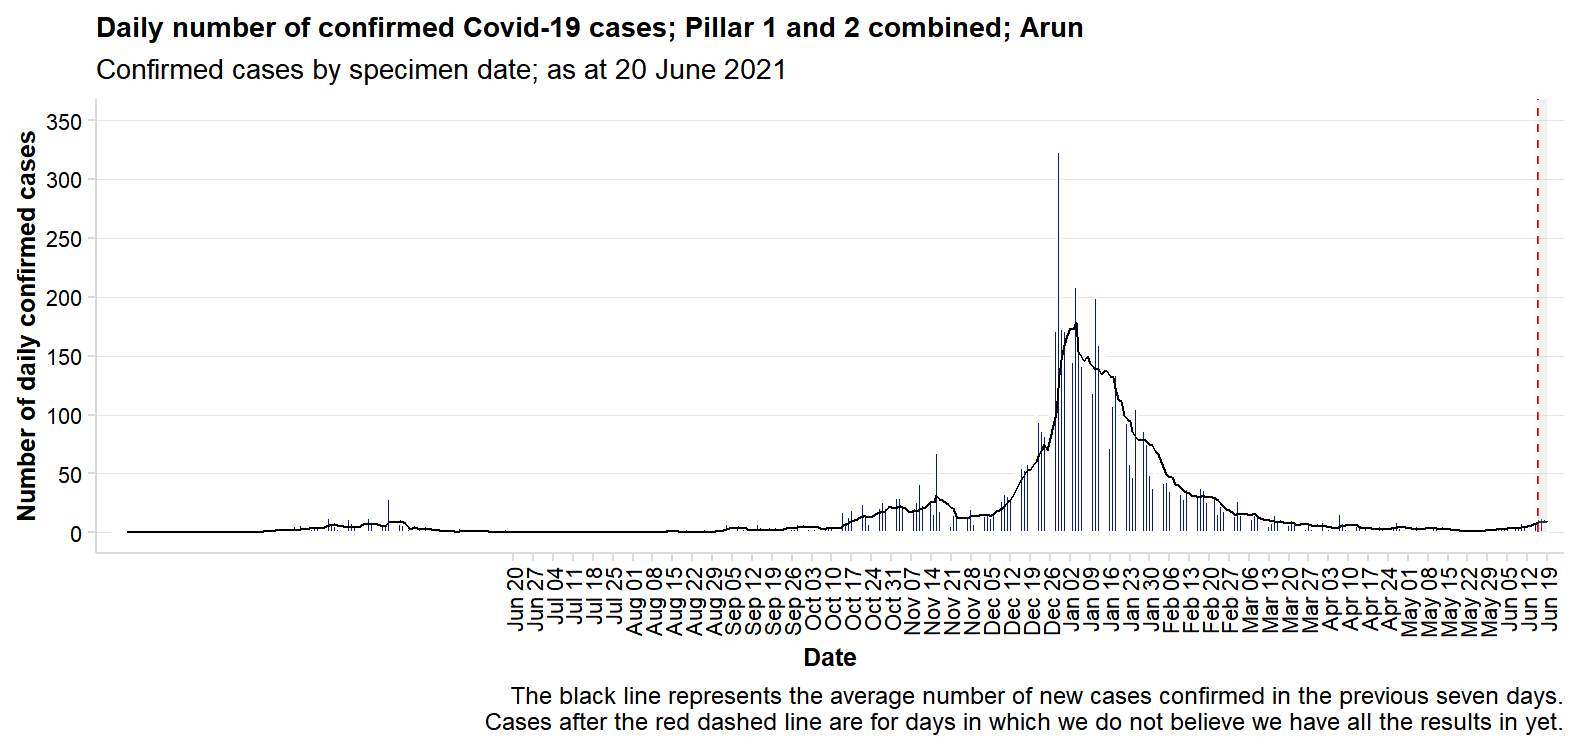 Daily number of confirmed Covid-19 cases; Pillar 1 and 2 combined; Arun
Confirmed cases by specimen date; as at 20 June 2021
Number of daily confirmed cases
350
300
250
200
150
100
50
0
Jun 20
Jun 27
Jul 04
Jul 11
Jul 18
Jul 25
Aug 01
Aug 08
Aug 15
Aug 22
Aug 29
Sep 05
Sep 12
Sep 19
Sep 26
Oct 03
Oct 10
Oct 17
Oct 24
Oct 31
Nov 07
Nov 14
Nov 21
Nov 28
Dec 05
Dec 12
Dec 19
Dec 26
Jan 02
Jan 09
Jan 16
Jan 23
Jan 30
Feb 06
Feb 13
Feb 20
Feb 27
Mar 06
Mar 13
Mar 20
Mar 27
Apr 03
Apr 10
Apr 17
Apr 24
May 01
May 08
May 15
May 22
May 29
Jun 05
Jun 12
Jun 19
Date
The black line represents the average number of new cases confirmed in the previous seven days.
Cases after the red dashed line are for days in which we do not believe we have all the results in yet.